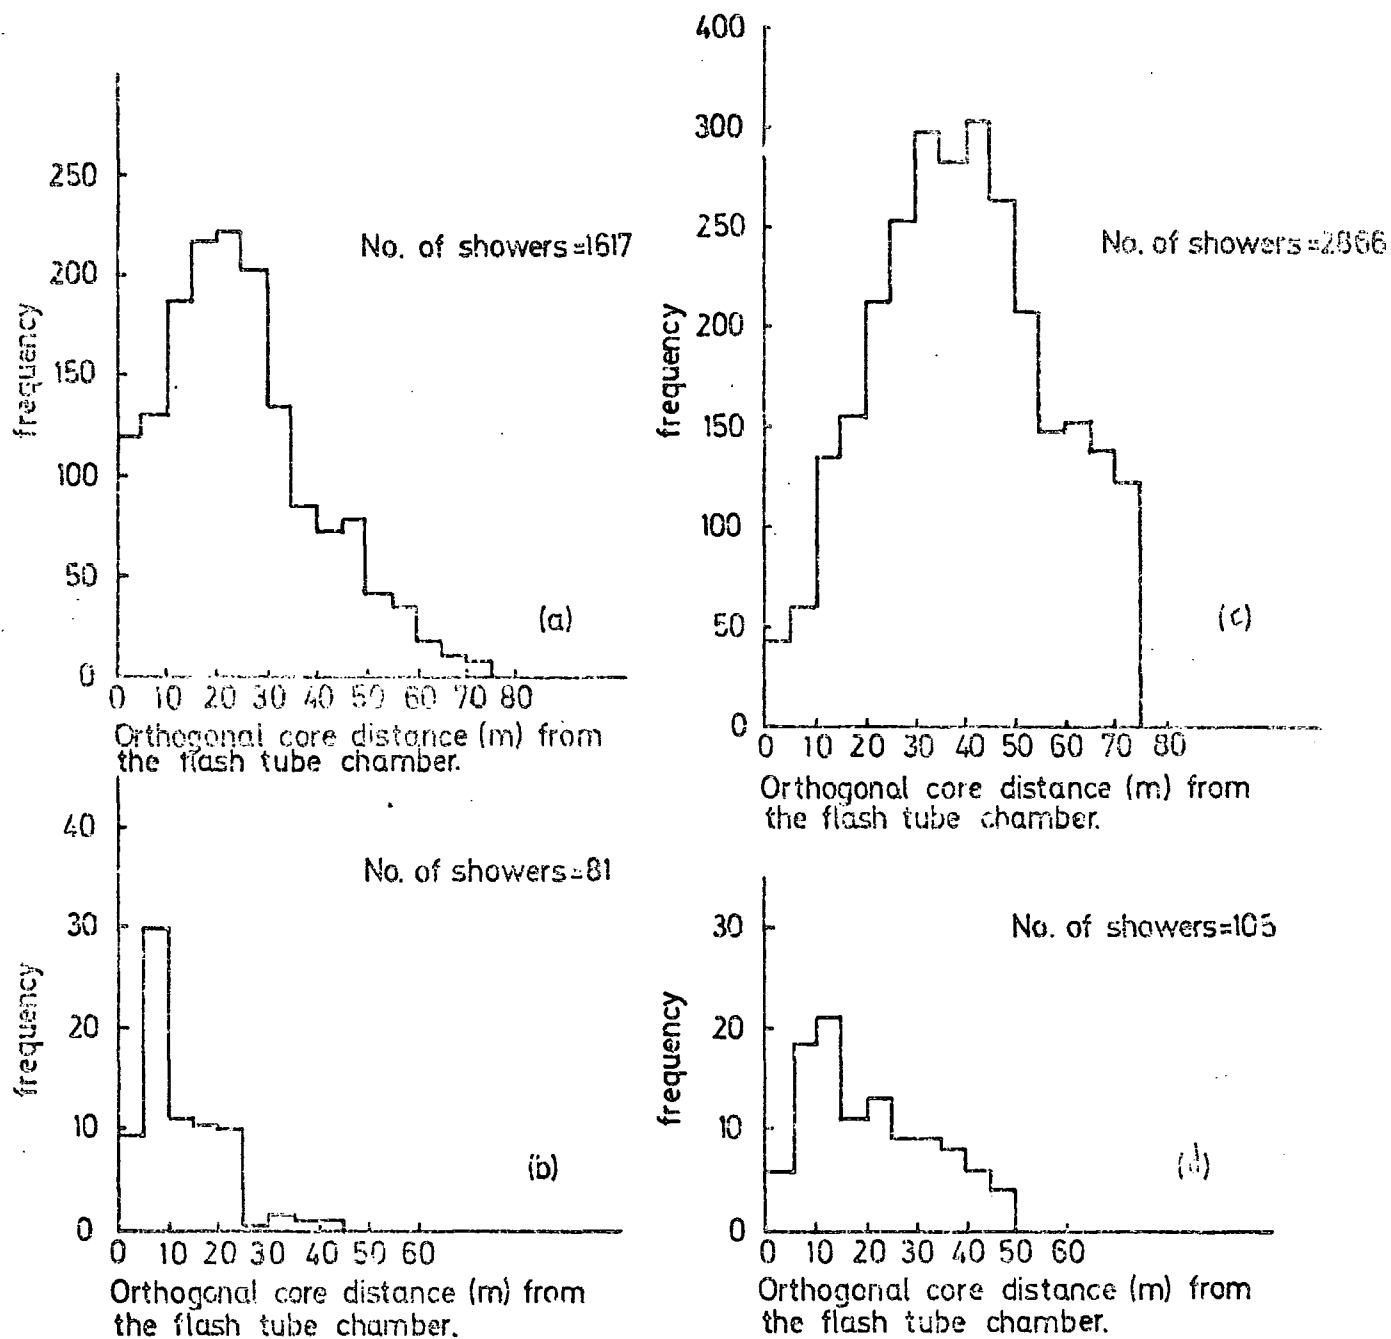 250
200
150
100
50
0
frequency
No. of showers=1617
(a)
0 10 20 30 40 50 60 70 80
Orthogonal core distance (m) from
the flash tube chamber.
40
30
20
10
0
frequency
No. of showers=81
(b)
0 10 20 30 40 50 60
Orthogonal core distance (m) from
the flash tube chamber.
400
300
250
200
150
100
50
0
frequency
No. of showers=2866
(c)
0 10 20 30 40 50 60 70 80
Orthogonal core distance (m) from
the flash tube chamber.
30
20
10
0
frequency
No. of showers=105
(d)
0 10 20 30 40 50 60
Orthogonal core distance (m) from
the flash tube chamber.